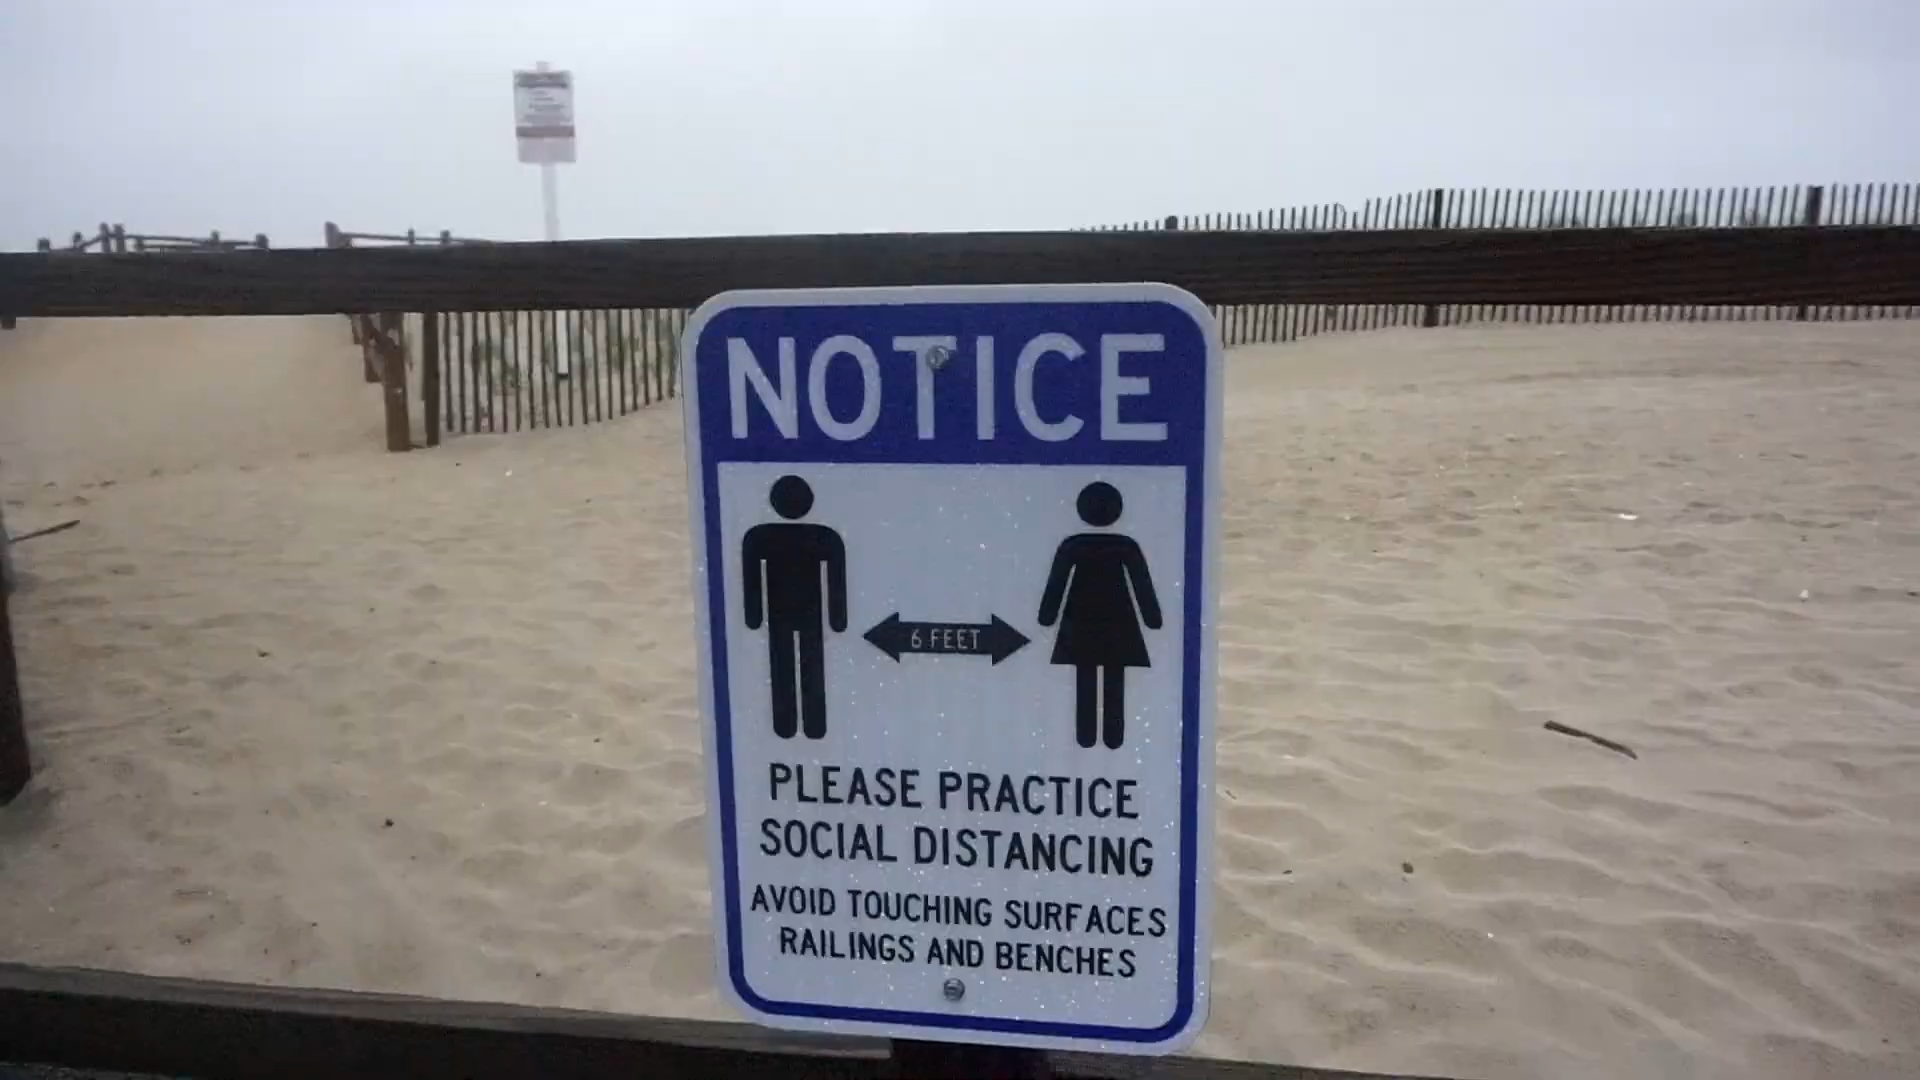 NOTICE
6 FEET
PLEASE PRACTICE
SOCIAL DISTANCING
AVOID TOUCHING SURFACES
RAILINGS AND BENCHES